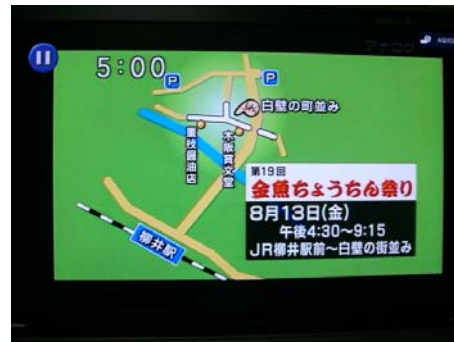 アナログ
AQUOS
5:00
P
P
白壁の町並み
重枝醤油店
木阪賞文堂
柳井駅
第19回
金魚ちょうちん祭り
8月13日(金)
午後4:30〜9:15
JR柳井駅前〜白壁の街並み